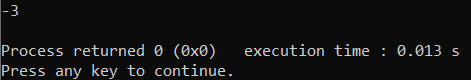 -3
Process returned 0 (0x0)   execution time : 0.013 s
Press any key to continue.